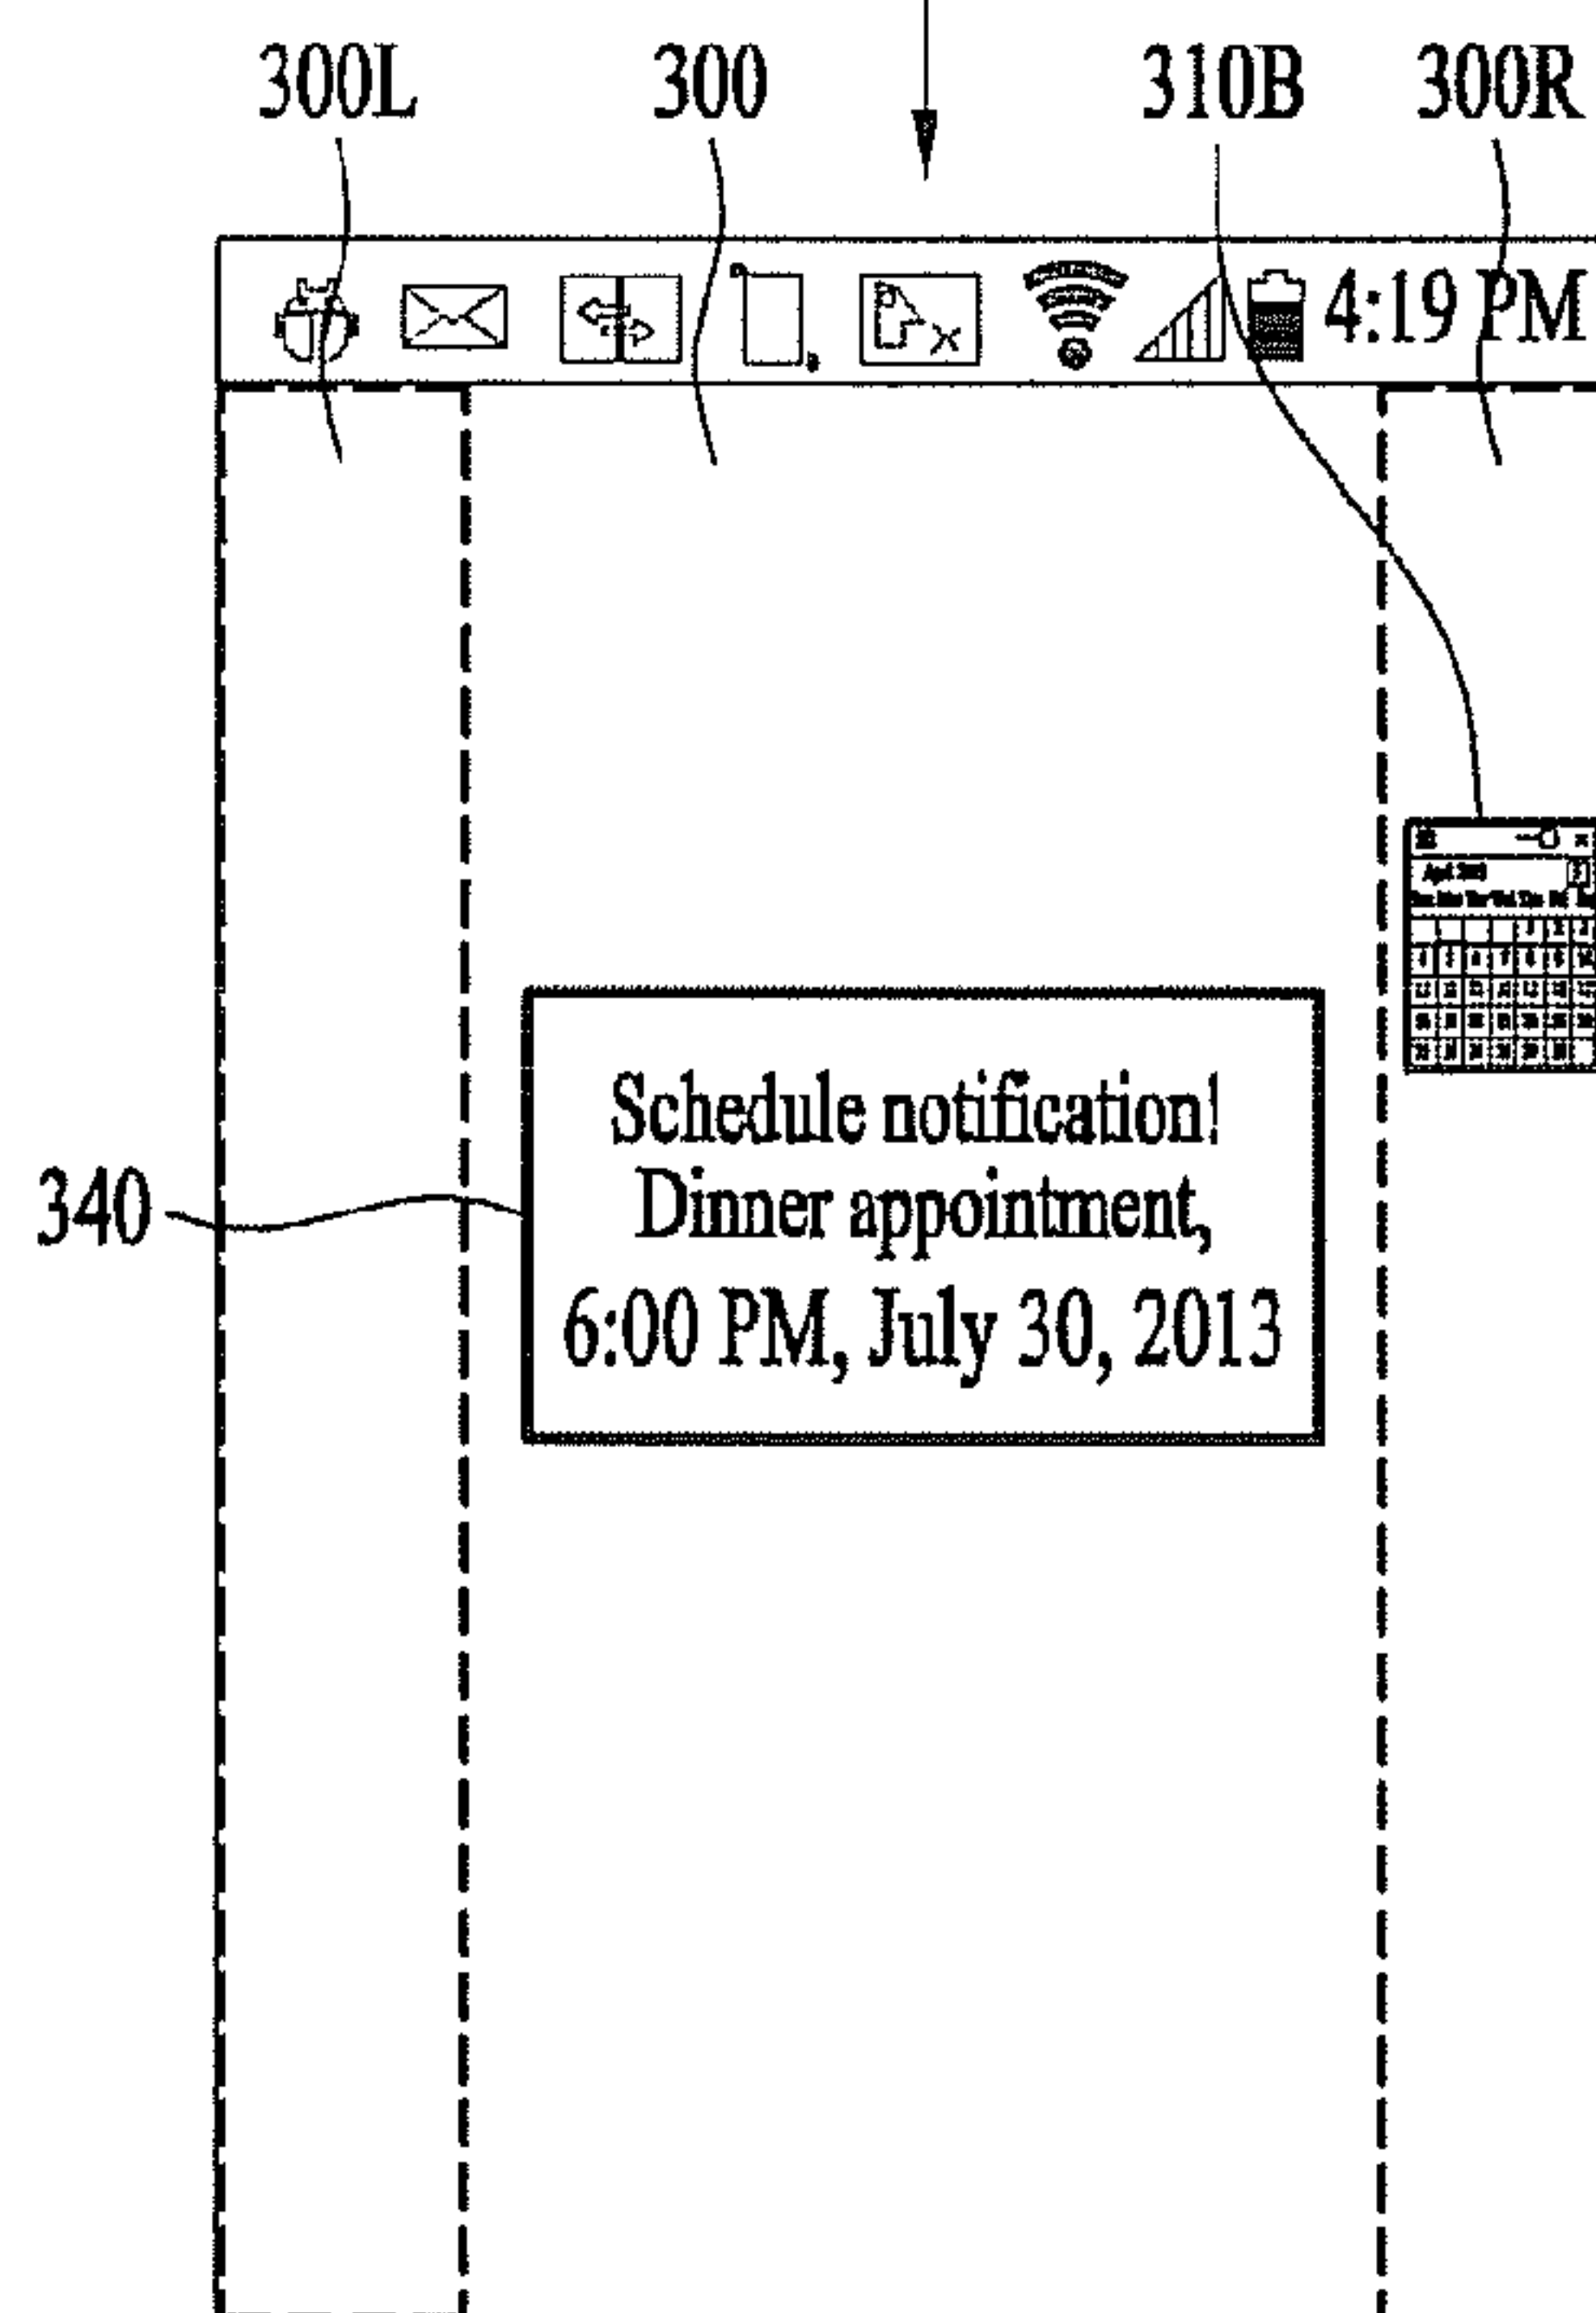 300L 300 310B 300R
4:19 PM
340
Schedule notification!
Dinner appointment,
6:00 PM, July 30, 2013